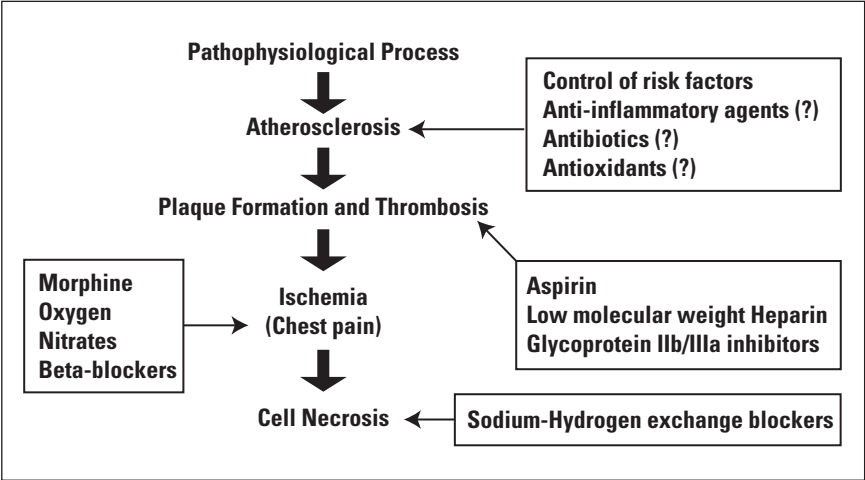 Pathophysiological Process
Atherosclerosis
Control of risk factors
Anti-inflammatory agents (?)
Antibiotics (?)
Antioxidants (?)
Plaque Formation and Thrombosis
Aspirin
Low molecular weight Heparin
Glycoprotein IIb/IIIa inhibitors
Morphine
Oxygen
Nitrates
Beta-blockers
Ischemia
(Chest pain)
Cell Necrosis
Sodium-Hydrogen exchange blockers